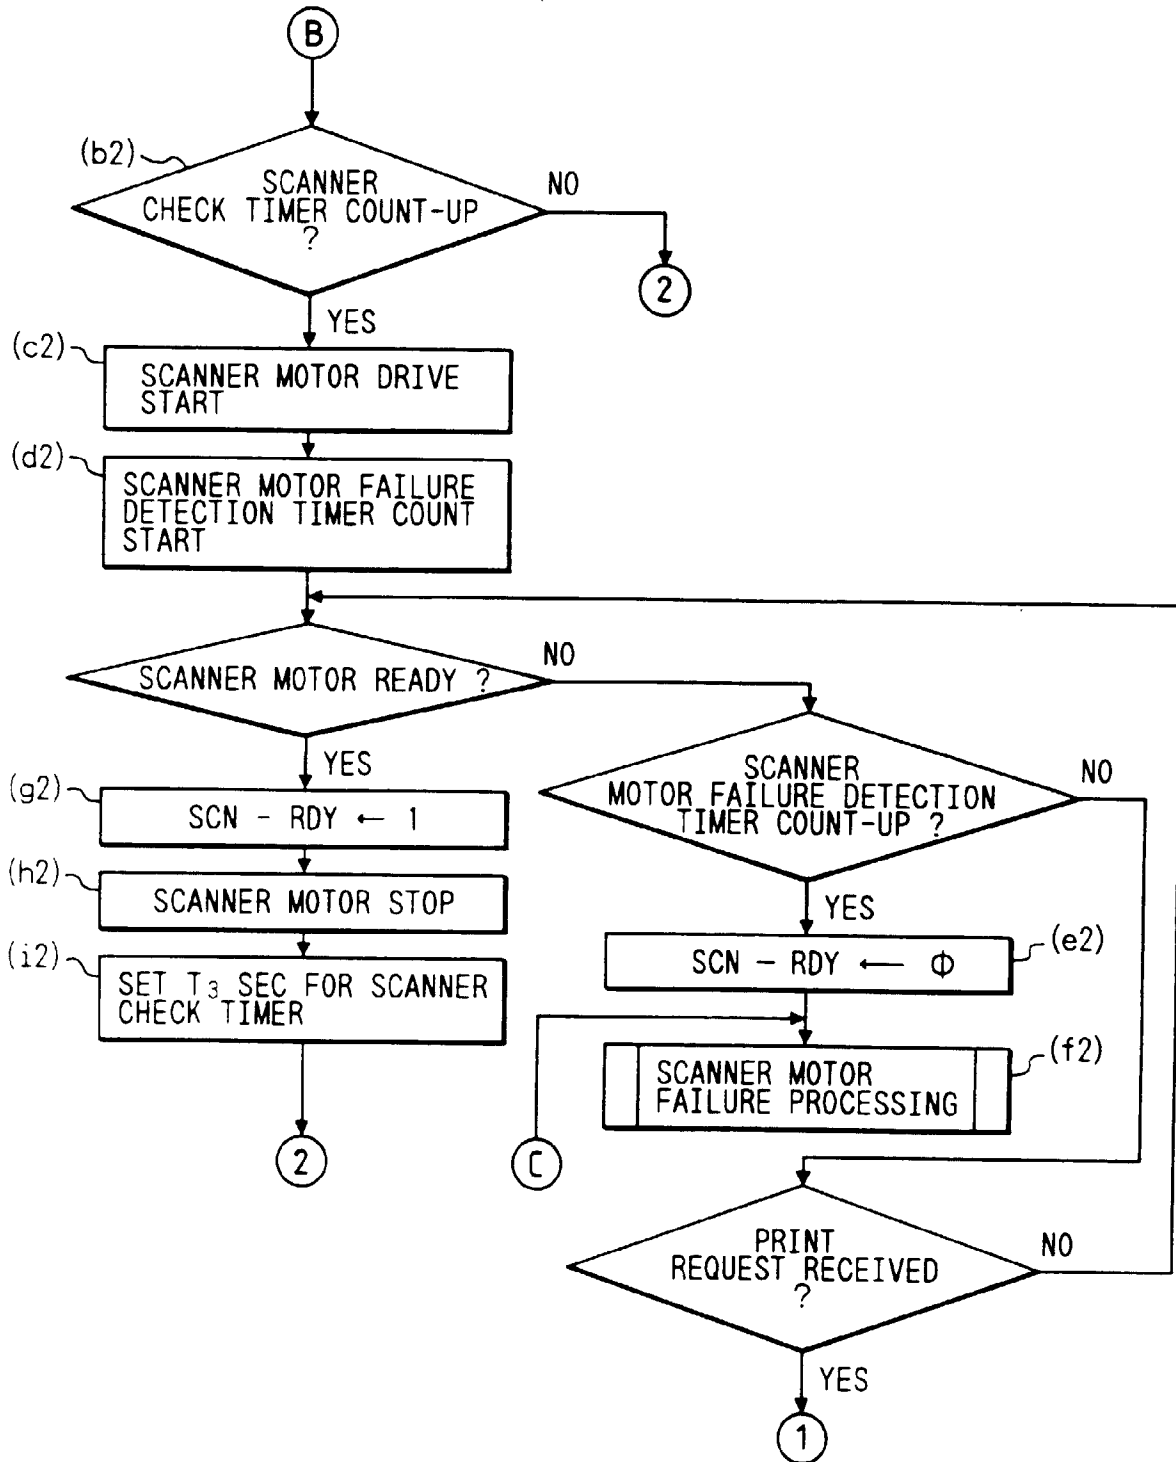 B
(b2)
SCANNER
CHECK TIMER COUNT-UP
?
NO
2
YES
(c2)
SCANNER MOTOR DRIVE
START
(d2)
SCANNER MOTOR FAILURE
DETECTION TIMER COUNT
START
SCANNER MOTOR READY ?
NO
YES
SCANNER
MOTOR FAILURE DETECTION
TIMER COUNT-UP ?
NO
YES
(g2)
SCN - RDY ← 1
(h2)
SCANNER MOTOR STOP
(i2)
SET T₃ SEC FOR SCANNER
CHECK TIMER
2
(e2)
SCN - RDY ← Φ
(f2)
SCANNER MOTOR
FAILURE PROCESSING
C
PRINT
REQUEST RECEIVED
?
NO
YES
1